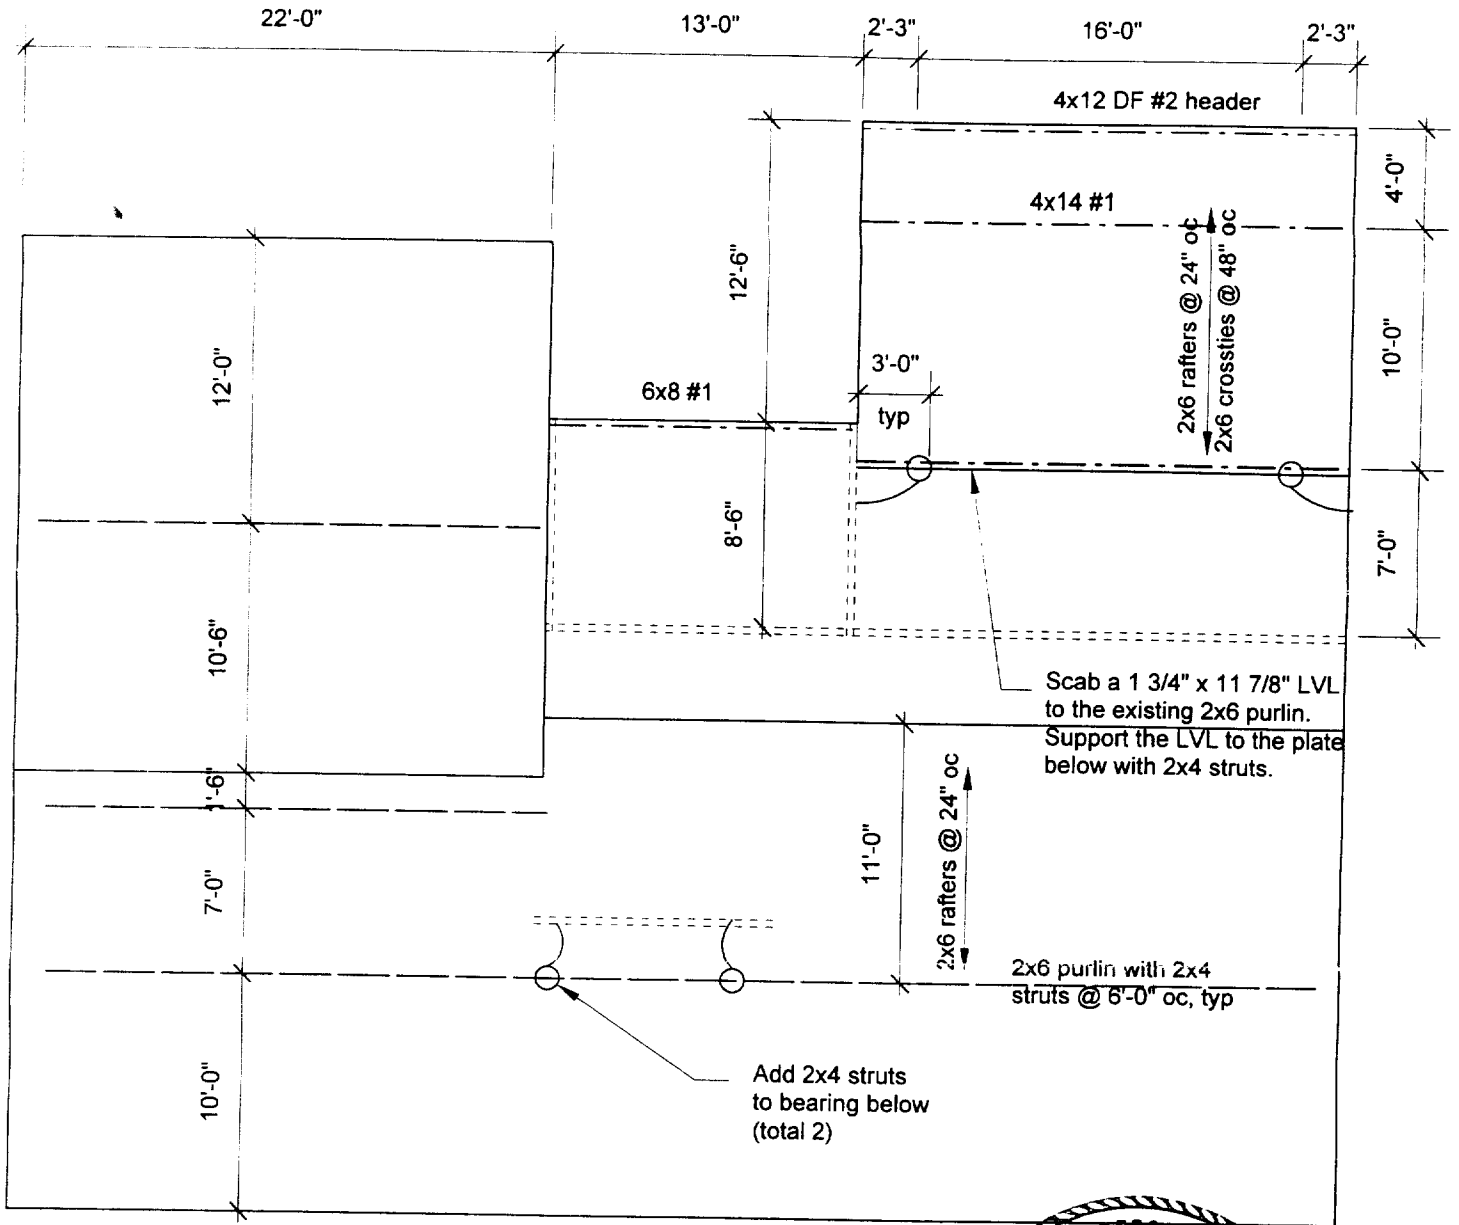 22'-0"
13'-0"
2'-3"
16'-0"
2'-3"
4x12 DF #2 header
4'-0"
4x14 #1
12'-6"
2x6 rafters @ 24" oc
2x6 crossties @ 48" oc
10'-0"
12'-0"
3'-0"
typ
6x8 #1
8'-6"
7'-0"
10'-6"
Scab a 1 3/4" x 11 7/8" LVL
to the existing 2x6 purlin.
Support the LVL to the plate
below with 2x4 struts.
1'-6"
11'-0"
2x6 rafters @ 24" oc
7'-0"
2x6 purlin with 2x4
struts @ 6'-0" oc, typ
10'-0"
Add 2x4 struts
to bearing below
(total 2)